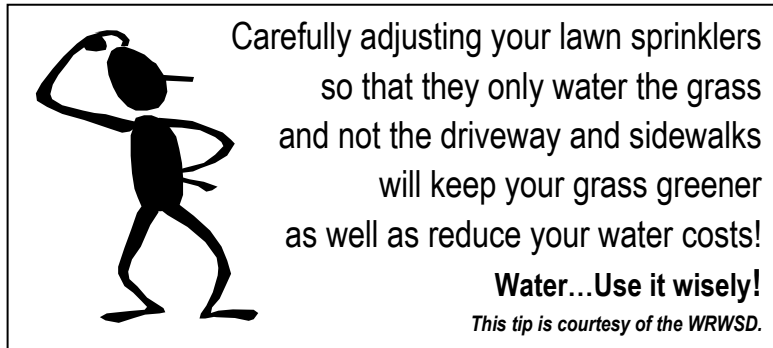 Carefully adjusting your lawn sprinklers
so that they only water the grass
and not the driveway and sidewalks
will keep your grass greener
as well as reduce your water costs!
Water…Use it wisely!
This tip is courtesy of the WRWSD.